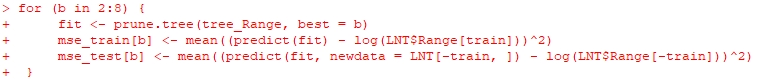 > for (b in 2:8) {
+ fit <- prune.tree(tree_Range, best = b)
+ mse_train[b] <- mean((predict(fit) - log(LNT$Range[train]))^2)
+ mse_test[b] <- mean((predict(fit, newdata = LNT[-train, ]) - log(LNT$Range[-train]))^2)
+ }